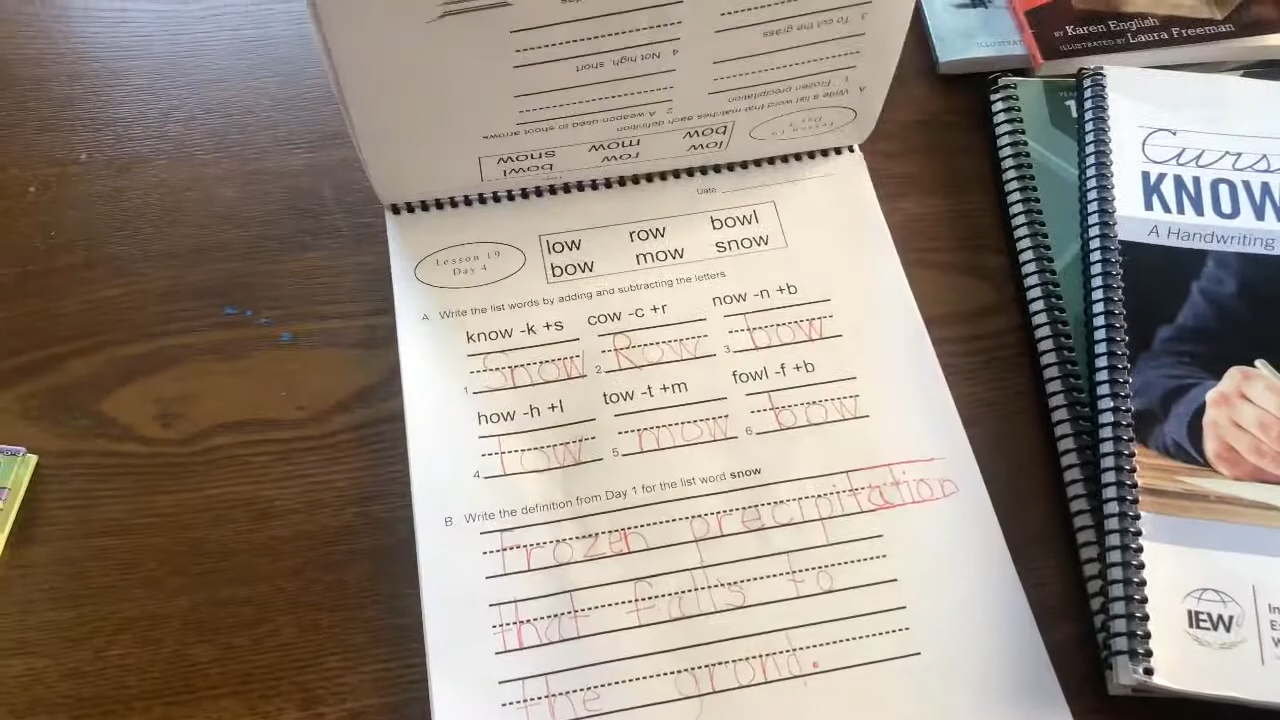 BY Karen English
ILLUSTRATED BY Laura Freeman
3. To cut the grass
4. Not high, short
1. Frozen precipitation
2. A weapon used to shoot arrows
A. Write a list word that matches each definition
Lesson 19
low row bowl
bow mow snow
Date
Lesson 19
Day 4
low row bowl
bow mow snow
A Write the list words by adding and subtracting the letters
know -k +s cow -c +r now -n +b
1. Snow 2. Row 3. bow
how -h +l tow -t +m fowl -f +b
4. low 5. mow 6. bow
B Write the definition from Day 1 for the list word snow
Frozen precipitation
that falls to
the grond.
KNOW
A Handwriting
IEW